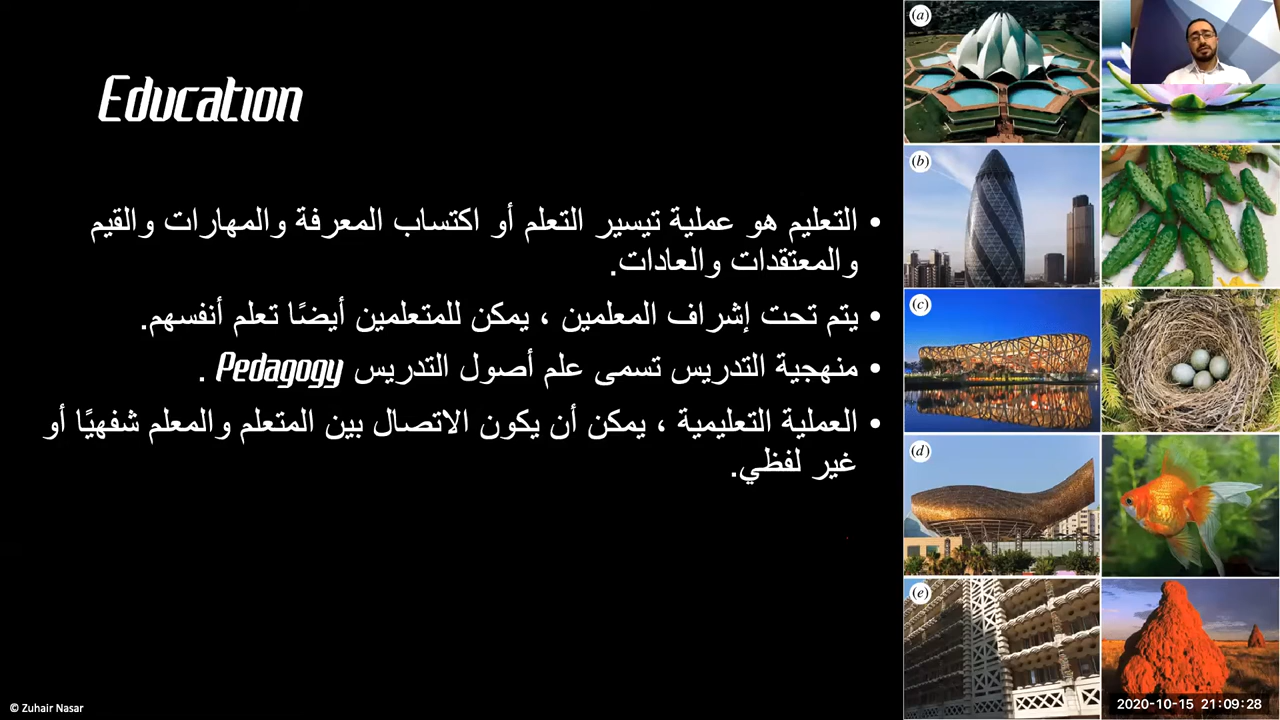 Education
• التعليم هو عملية تيسير التعلم أو اكتساب المعرفة والمهارات والقيم
والمعتقدات والعادات.
• يتم تحت إشراف المعلمين ، يمكن للمتعلمين أيضًا تعلم أنفسهم.
• منهجية التدريس تسمى علم أصول التدريس Pedagogy .
• العملية التعليمية ، يمكن أن يكون الاتصال بين المتعلم والمعلم شفهيًا أو
غير لفظي.
(a)
(b)
(c)
(d)
(e)
© Zuhair Nasar
2020-10-15 21:09:28